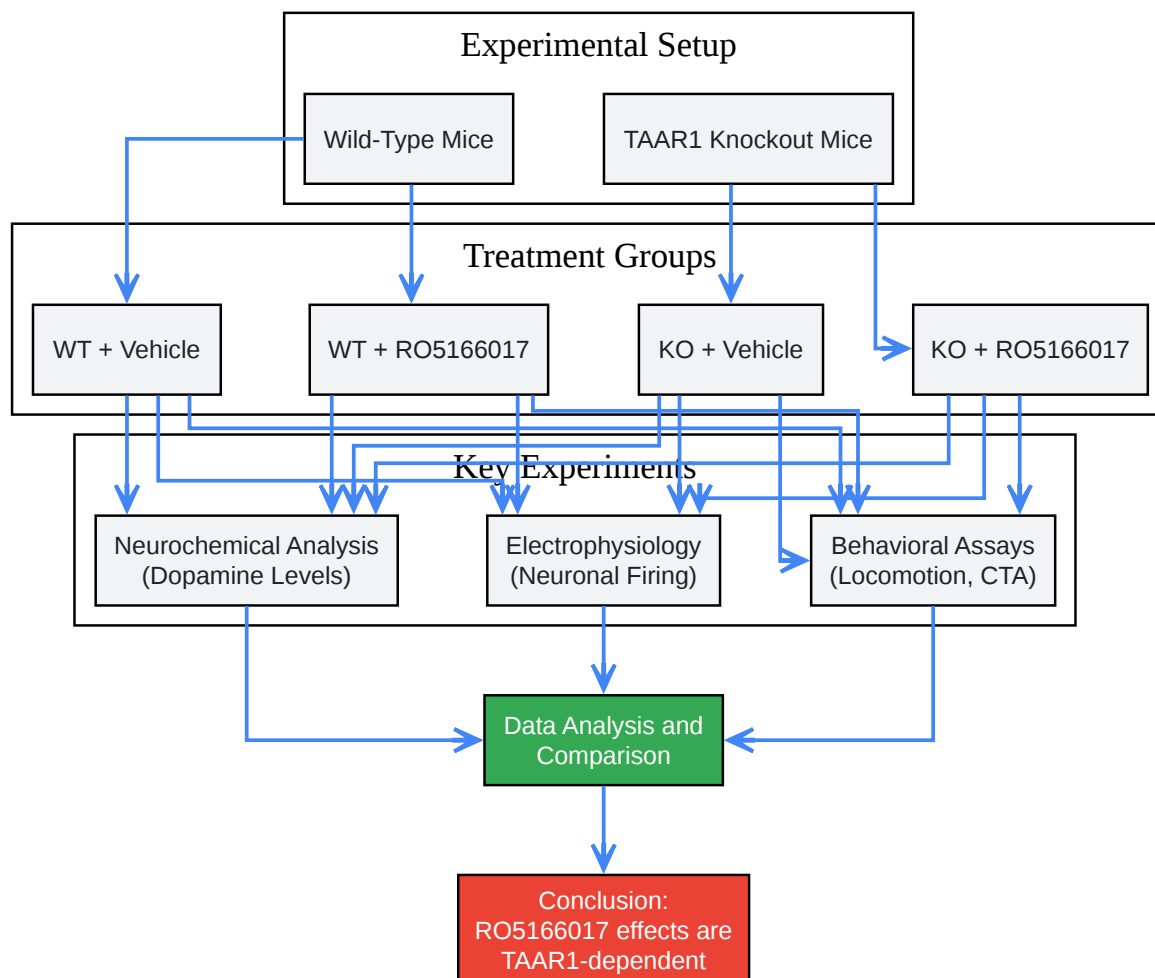 Experimental Setup
Wild-Type Mice
TAAR1 Knockout Mice
Treatment Groups
WT + Vehicle
WT + RO5166017
KO + Vehicle
KO + RO5166017
Key Experiments
Neurochemical Analysis
(Dopamine Levels)
Electrophysiology
(Neuronal Firing)
Behavioral Assays
(Locomotion, CTA)
Data Analysis and
Comparison
Conclusion:
RO5166017 effects are
TAAR1-dependent